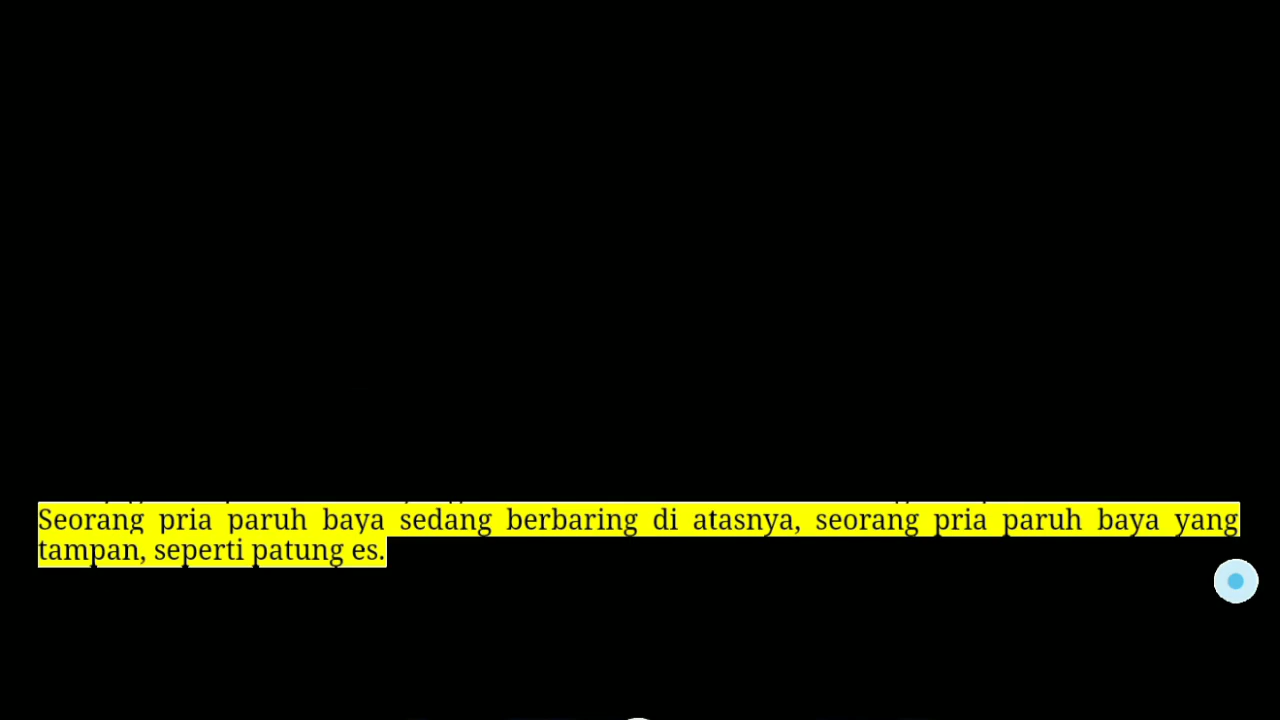 Seorang pria paruh baya sedang berbaring di atasnya, seorang pria paruh baya yang
tampan, seperti patung es.